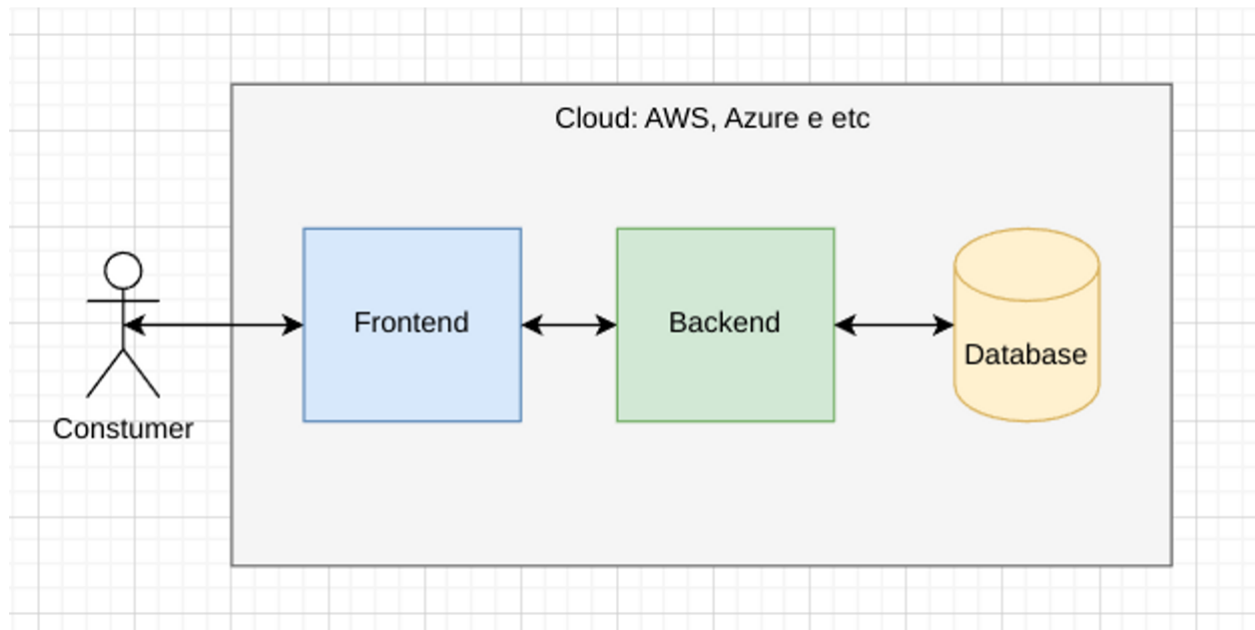 Cloud: AWS, Azure e etc
Frontend
Backend
Database
Constumer